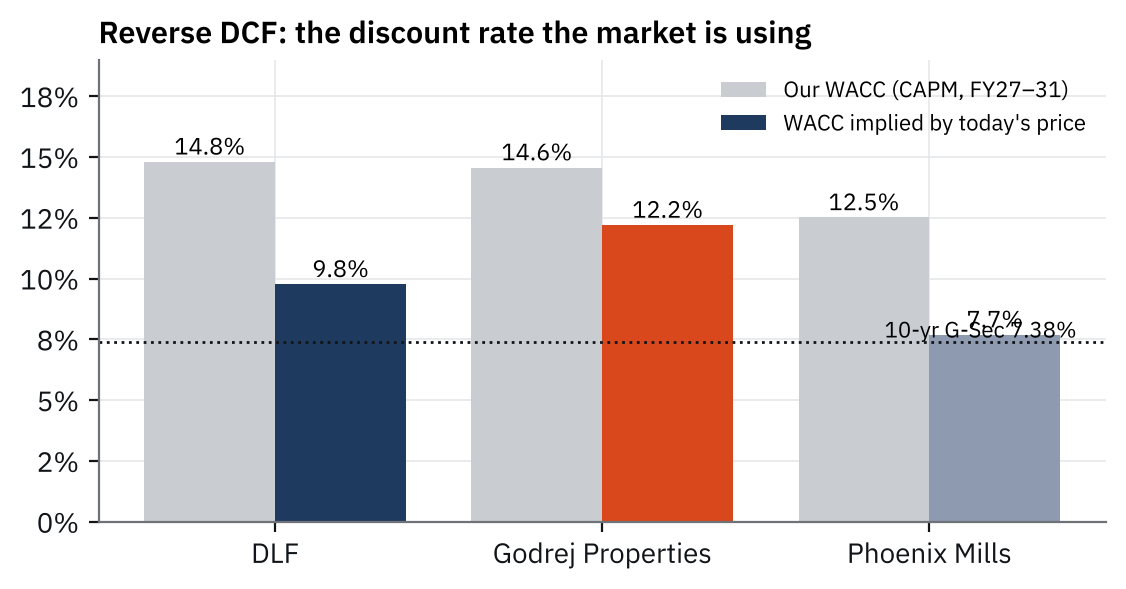 Reverse DCF: the discount rate the market is using
Our WACC (CAPM, FY27–31)
WACC implied by today's price
18%
15%
12%
10%
8%
5%
2%
0%
14.8%
9.8%
14.6%
12.2%
12.5%
7.7%
10-yr G-Sec 7.38%
DLF
Godrej Properties
Phoenix Mills